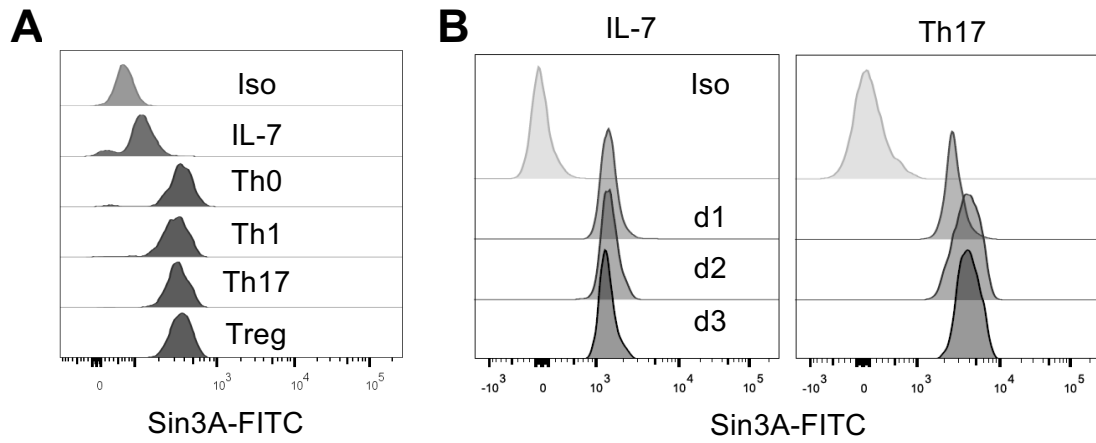 A
Iso
IL-7
Th0
Th1
Th17
Treg
0 10³ 10⁴ 10⁵
Sin3A-FITC
B
IL-7 Th17
Iso
d1
d2
d3
-10³ 0 10³ 10⁴ 10⁵ -10³ 0 10³ 10⁴ 10⁵
Sin3A-FITC